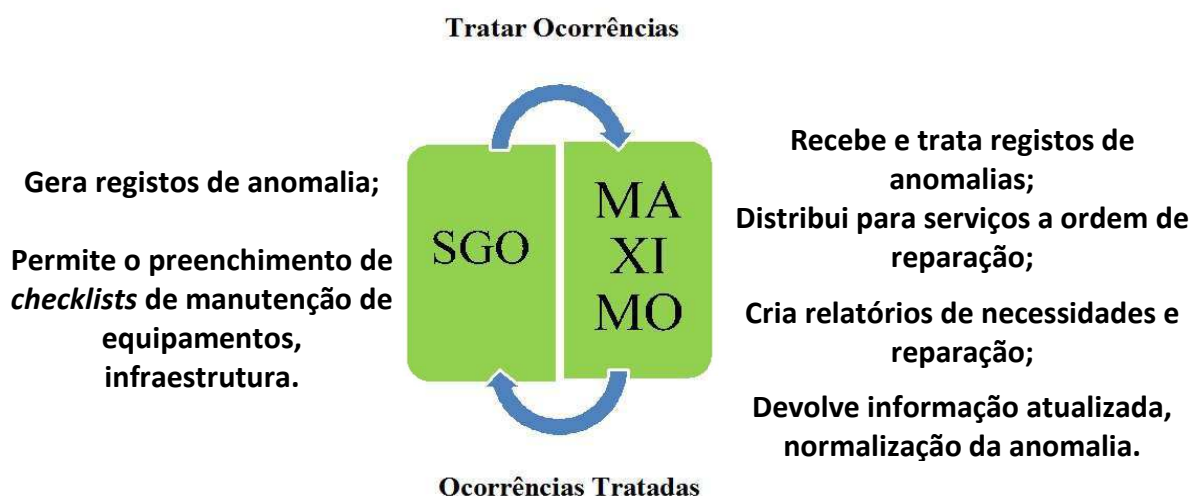 Tratar Ocorrências
Gera registos de anomalia;
Permite o preenchimento de
checklists de manutenção de
equipamentos,
infraestrutura.
SGO
MA
XI
MO
Recebe e trata registos de
anomalias;
Distribui para serviços a ordem de
reparação;
Cria relatórios de necessidades e
reparação;
Devolve informação atualizada,
normalização da anomalia.
Ocorrências Tratadas